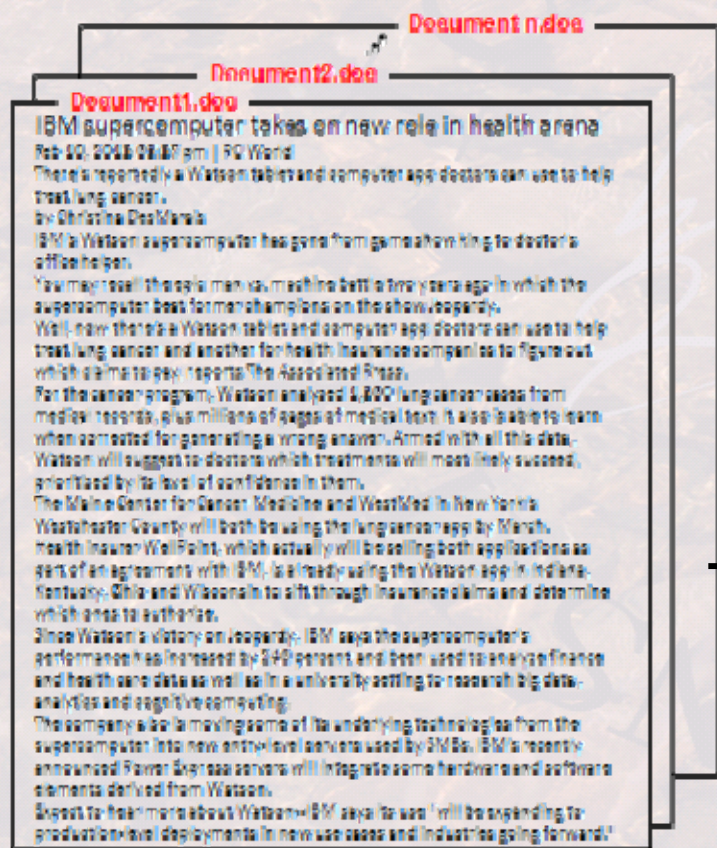 Document n.doc
Document2.doc
Document1.doc
IBM supercomputer takes on new role in health arena
Feb 10, 2013 pm | PC World
There's reportedly a Watson tablet and computer app doctors can use to help
treat lung cancer.
by Christina DesMarais
IBM's Watson supercomputer has gone from game show king to doctor's
office helper.
You may recall the epic man vs. machine battle two years ago in which the
supercomputer best former champions on the show Jeopardy.
Well, now there's a Watson tablet and computer app doctors can use to help
treat lung cancer and another for health insurance companies to figure out
which claims to pay, reports The Associated Press.
For the cancer program, Watson analyzed lung cancer cases from
medical records, plus millions of pages of medical text. It also is able to learn
when corrected for generating a wrong answer. Armed with all this data,
Watson will suggest to doctors which treatments will most likely succeed,
prioritized by its level of confidence in them.
The Maine Center for Cancer Medicine and WestMed in New York's
Westchester County will both be using the lung cancer app by March.
Health insurer WellPoint, which actually will be selling both applications as
part of an agreement with IBM, is already using the Watson app in Indiana,
Kentucky, Ohio and Wisconsin to sift through insurance claims and determine
which ones to authorize.
Since Watson's victory on Jeopardy, IBM says the supercomputer's
performance has increased by 240 percent and been used to analyze finance
and health care data as well as in a university setting to research big data,
analytics and cognitive computing.
The company also is moving some of its underlying technologies from the
supercomputer into new entry-level servers used by SMBs. IBM's recently
announced Power Express servers will integrate some hardware and software
elements derived from Watson.
Expect to hear more about Watson—IBM says its use "will be expanding to
production-level deployments in new use cases and industries going forward."